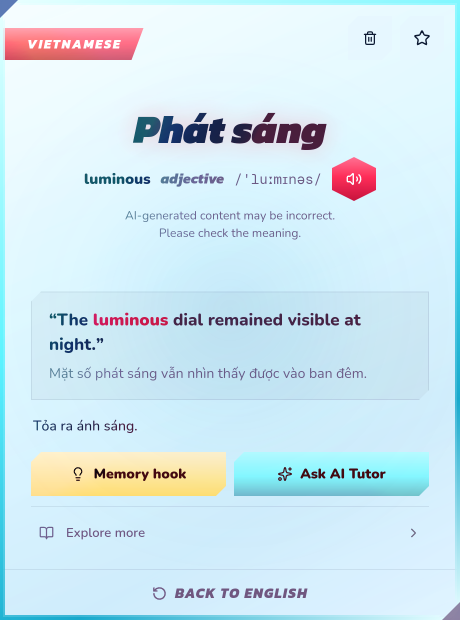 VIETNAMESE
Phát sáng
luminous adjective /ˈluːmɪnəs/
AI-generated content may be incorrect.
Please check the meaning.
“The luminous dial remained visible at
night.”
Mặt số phát sáng vẫn nhìn thấy được vào ban đêm.
Tỏa ra ánh sáng.
Memory hook
Ask AI Tutor
Explore more
BACK TO ENGLISH